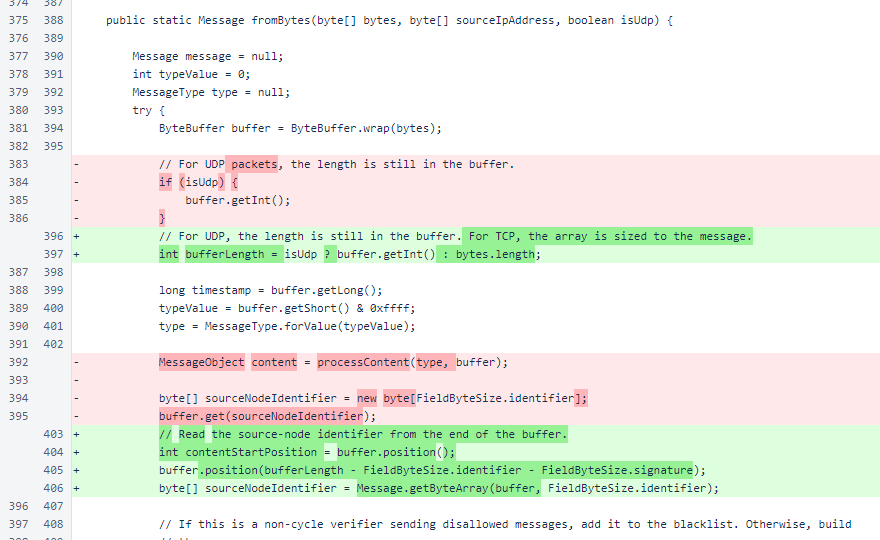 374 387
375 388 public static Message fromBytes(byte[] bytes, byte[] sourceIpAddress, boolean isUdp) {
376 389
377 390 Message message = null;
378 391 int typeValue = 0;
379 392 MessageType type = null;
380 393 try {
381 394 ByteBuffer buffer = ByteBuffer.wrap(bytes);
382 395
383 - // For UDP packets, the length is still in the buffer.
384 - if (isUdp) {
385 - buffer.getInt();
386 - }
396 + // For UDP, the length is still in the buffer. For TCP, the array is sized to the message.
397 + int bufferLength = isUdp ? buffer.getInt() : bytes.length;
387 398
388 399 long timestamp = buffer.getLong();
389 400 typeValue = buffer.getShort() & 0xffff;
390 401 type = MessageType.forValue(typeValue);
391 402
392 - MessageObject content = processContent(type, buffer);
393 -
394 - byte[] sourceNodeIdentifier = new byte[FieldByteSize.identifier];
395 - buffer.get(sourceNodeIdentifier);
403 + // Read the source-node identifier from the end of the buffer.
404 + int contentStartPosition = buffer.position();
405 + buffer.position(bufferLength - FieldByteSize.identifier - FieldByteSize.signature);
406 + byte[] sourceNodeIdentifier = Message.getByteArray(buffer, FieldByteSize.identifier);
396 407
397 408 // If this is a non-cycle verifier sending disallowed messages, add it to the blacklist. Otherwise, build